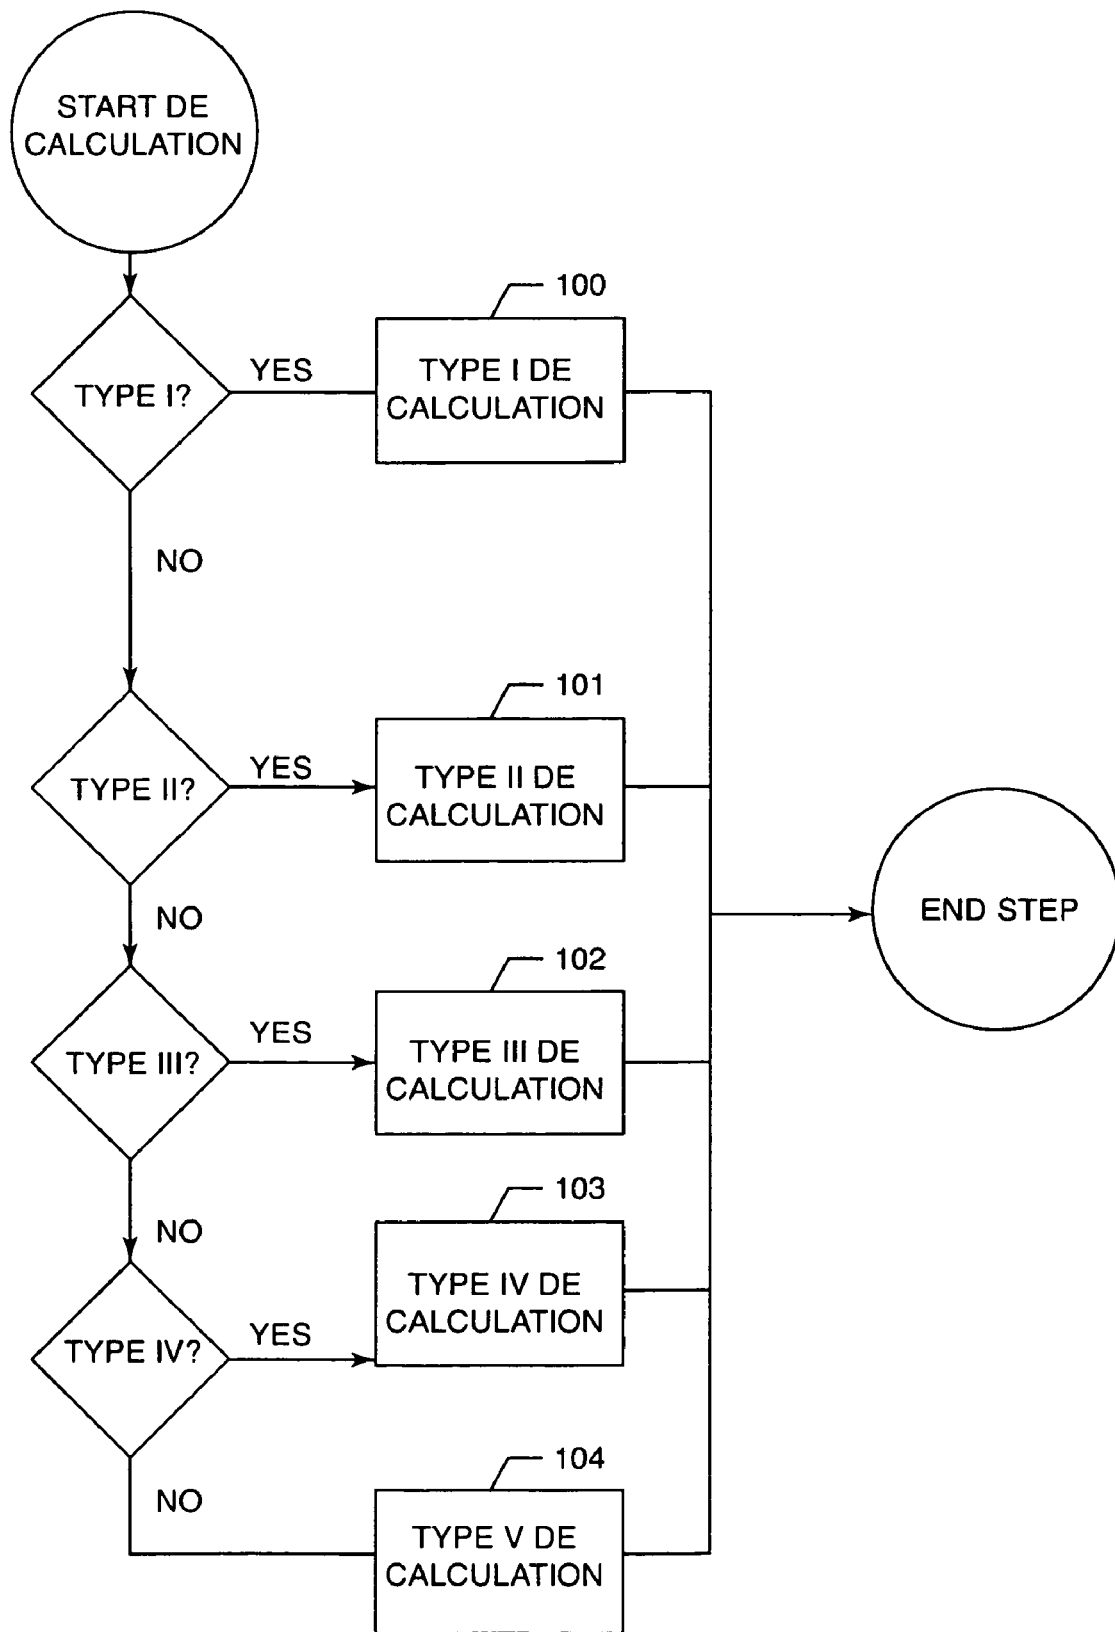 START DE
CALCULATION
100
TYPE I?
YES
TYPE I DE
CALCULATION
NO
101
TYPE II?
YES
TYPE II DE
CALCULATION
END STEP
NO
102
TYPE III?
YES
TYPE III DE
CALCULATION
103
NO
TYPE IV?
YES
TYPE IV DE
CALCULATION
104
NO
TYPE V DE
CALCULATION